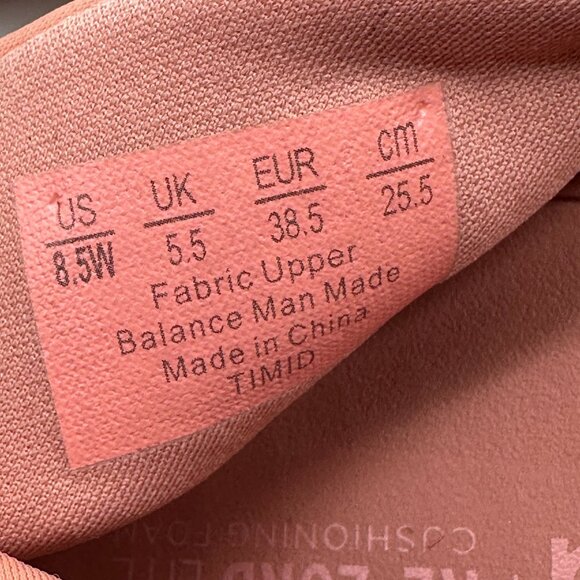 US UK EUR cm
8.5W 5.5 38.5 25.5
Fabric Upper
Balance Man Made
Made in China
TIMID
CUSHIONING FOAM
LITE